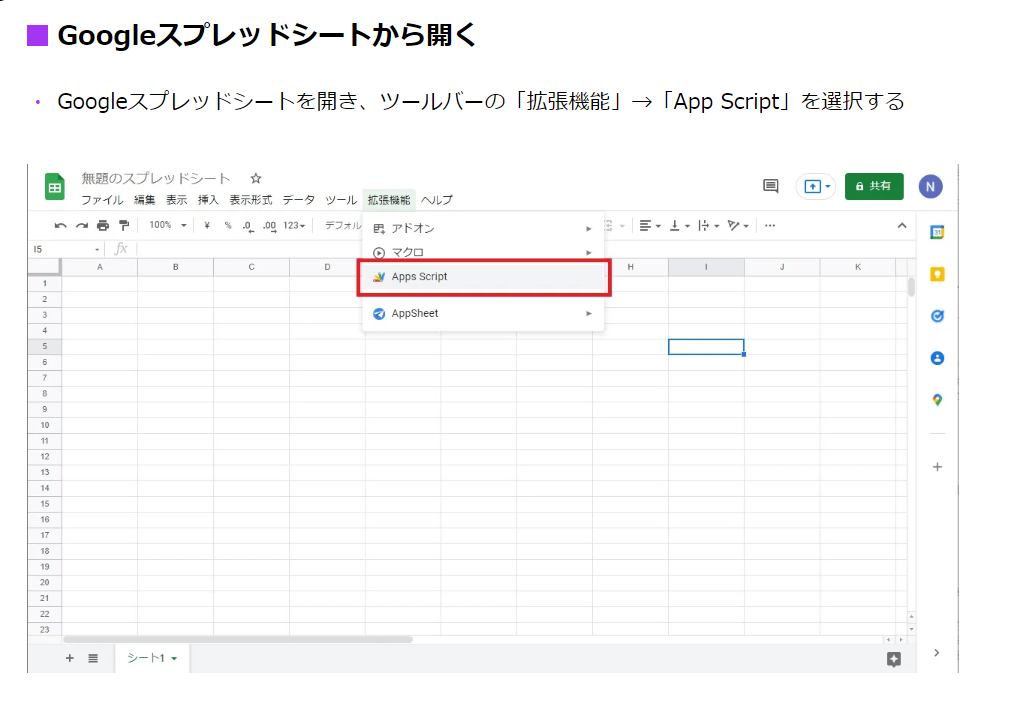 Googleスプレッドシートから開く
・ Googleスプレッドシートを開き、ツールバーの「拡張機能」→「App Script」を選択する
無題のスプレッドシート
ファイル 編集 表示 挿入 表示形式 データ ツール 拡張機能 ヘルプ
共有
N
100% ¥ % .0 .00 123 デフォル
アドオン
I5 fx
マクロ
A B C D H I J K
Apps Script
AppSheet
1
2
3
4
5
6
7
8
9
10
11
12
13
14
15
16
17
18
19
20
21
22
23
シート1